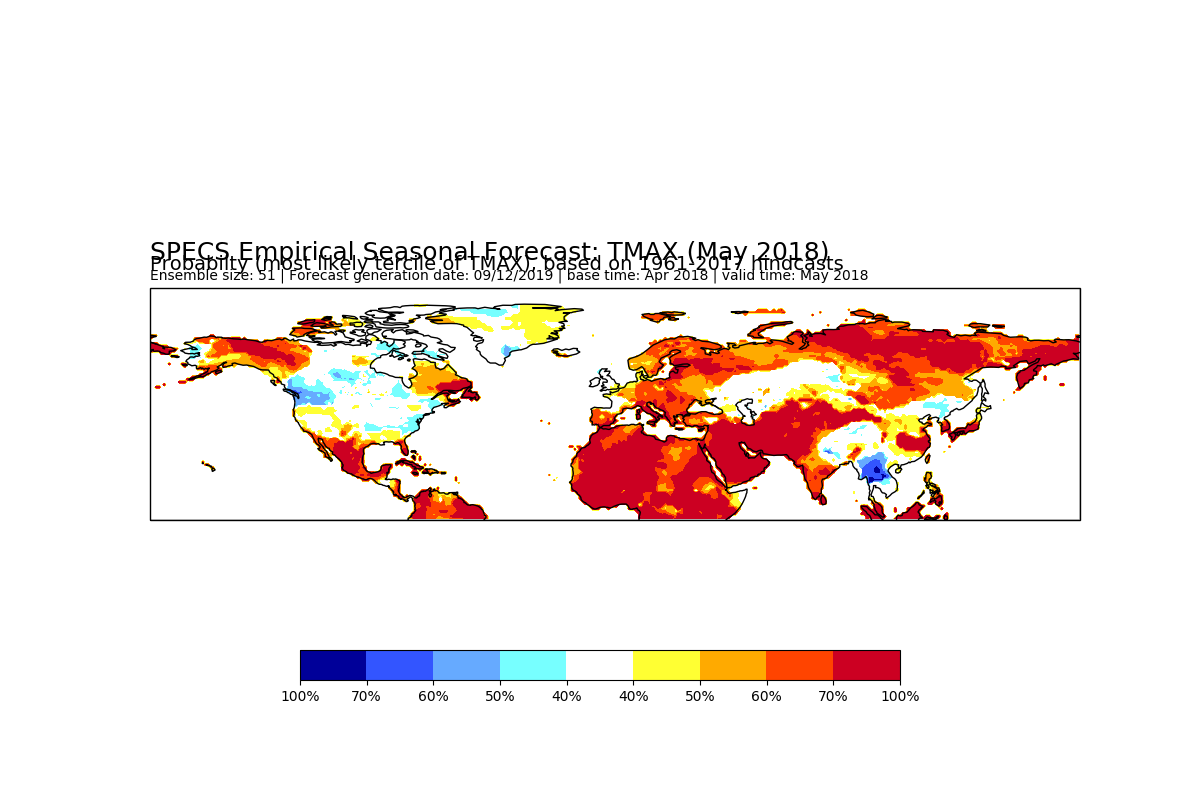 SPECS Empirical Seasonal Forecast: TMAX (May 2018)
Probabilty (most likely tercile of TMAX), based on 1961-2017 hindcasts
Ensemble size: 51 | Forecast generation date: 09/12/2019 | base time: Apr 2018 | valid time: May 2018
100% 70% 60% 50% 40% 40% 50% 60% 70% 100%